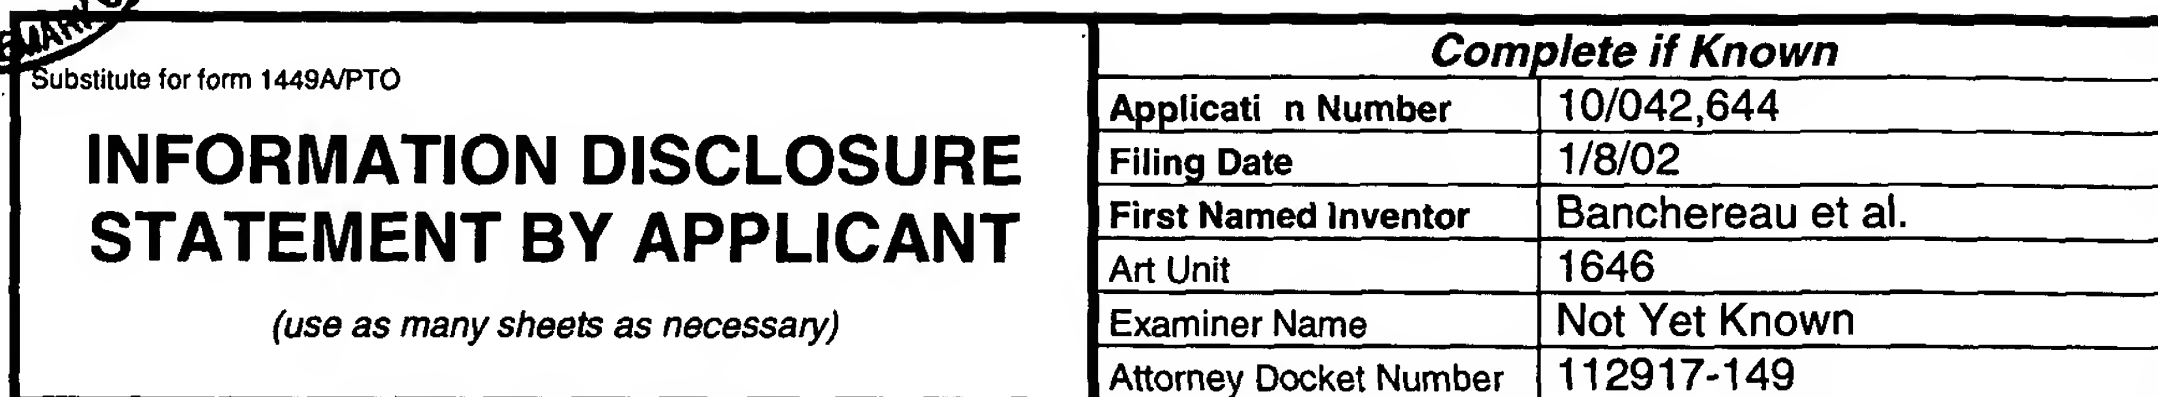 Substitute for form 1449A/PTO
INFORMATION DISCLOSURE
STATEMENT BY APPLICANT
(use as many sheets as necessary)
Complete if Known
Applicati n Number 10/042,644
Filing Date 1/8/02
First Named Inventor Banchereau et al.
Art Unit 1646
Examiner Name Not Yet Known
Attorney Docket Number 112917-149